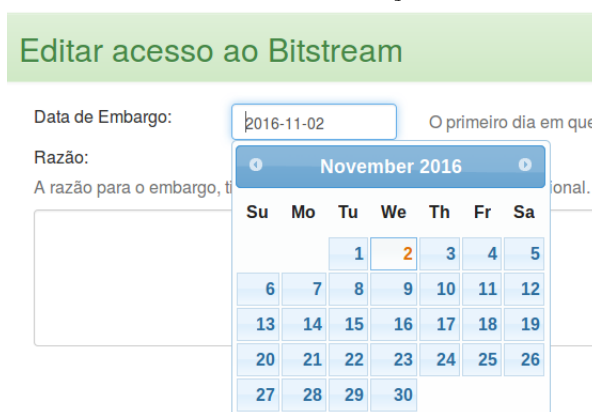 Editar acesso ao Bitstream
Data de Embargo:
2016-11-02
O primeiro dia em que
Razão:
A razão para o embargo, ional.
November 2016
Su Mo Tu We Th Fr Sa
1 2 3 4 5
6 7 8 9 10 11 12
13 14 15 16 17 18 19
20 21 22 23 24 25 26
27 28 29 30